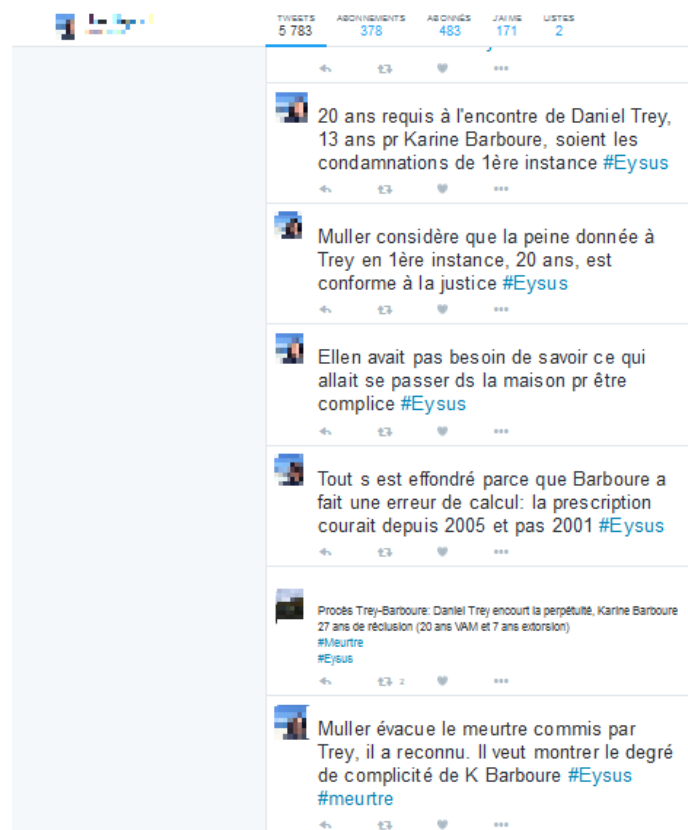 TWEETS ABONNEMENTS ABONNÉS J'AIME LISTES
5 783 378 483 171 2
20 ans requis à l'encontre de Daniel Trey,
13 ans pr Karine Barboure, soient les
condamnations de 1ère instance #Eysus
Muller considère que la peine donnée à
Trey en 1ère instance, 20 ans, est
conforme à la justice #Eysus
Ellen avait pas besoin de savoir ce qui
allait se passer ds la maison pr être
complice #Eysus
Tout s est effondré parce que Barboure a
fait une erreur de calcul: la prescription
courait depuis 2005 et pas 2001 #Eysus
Procès Trey-Barboure: Daniel Trey encourt la perpétuité, Karine Barboure
27 ans de réclusion (20 ans VAM et 7 ans extorsion)
#Meurtre
#Eysus
2
Muller évacue le meurtre commis par
Trey, il a reconnu. Il veut montrer le degré
de complicité de K Barboure #Eysus
#meurtre